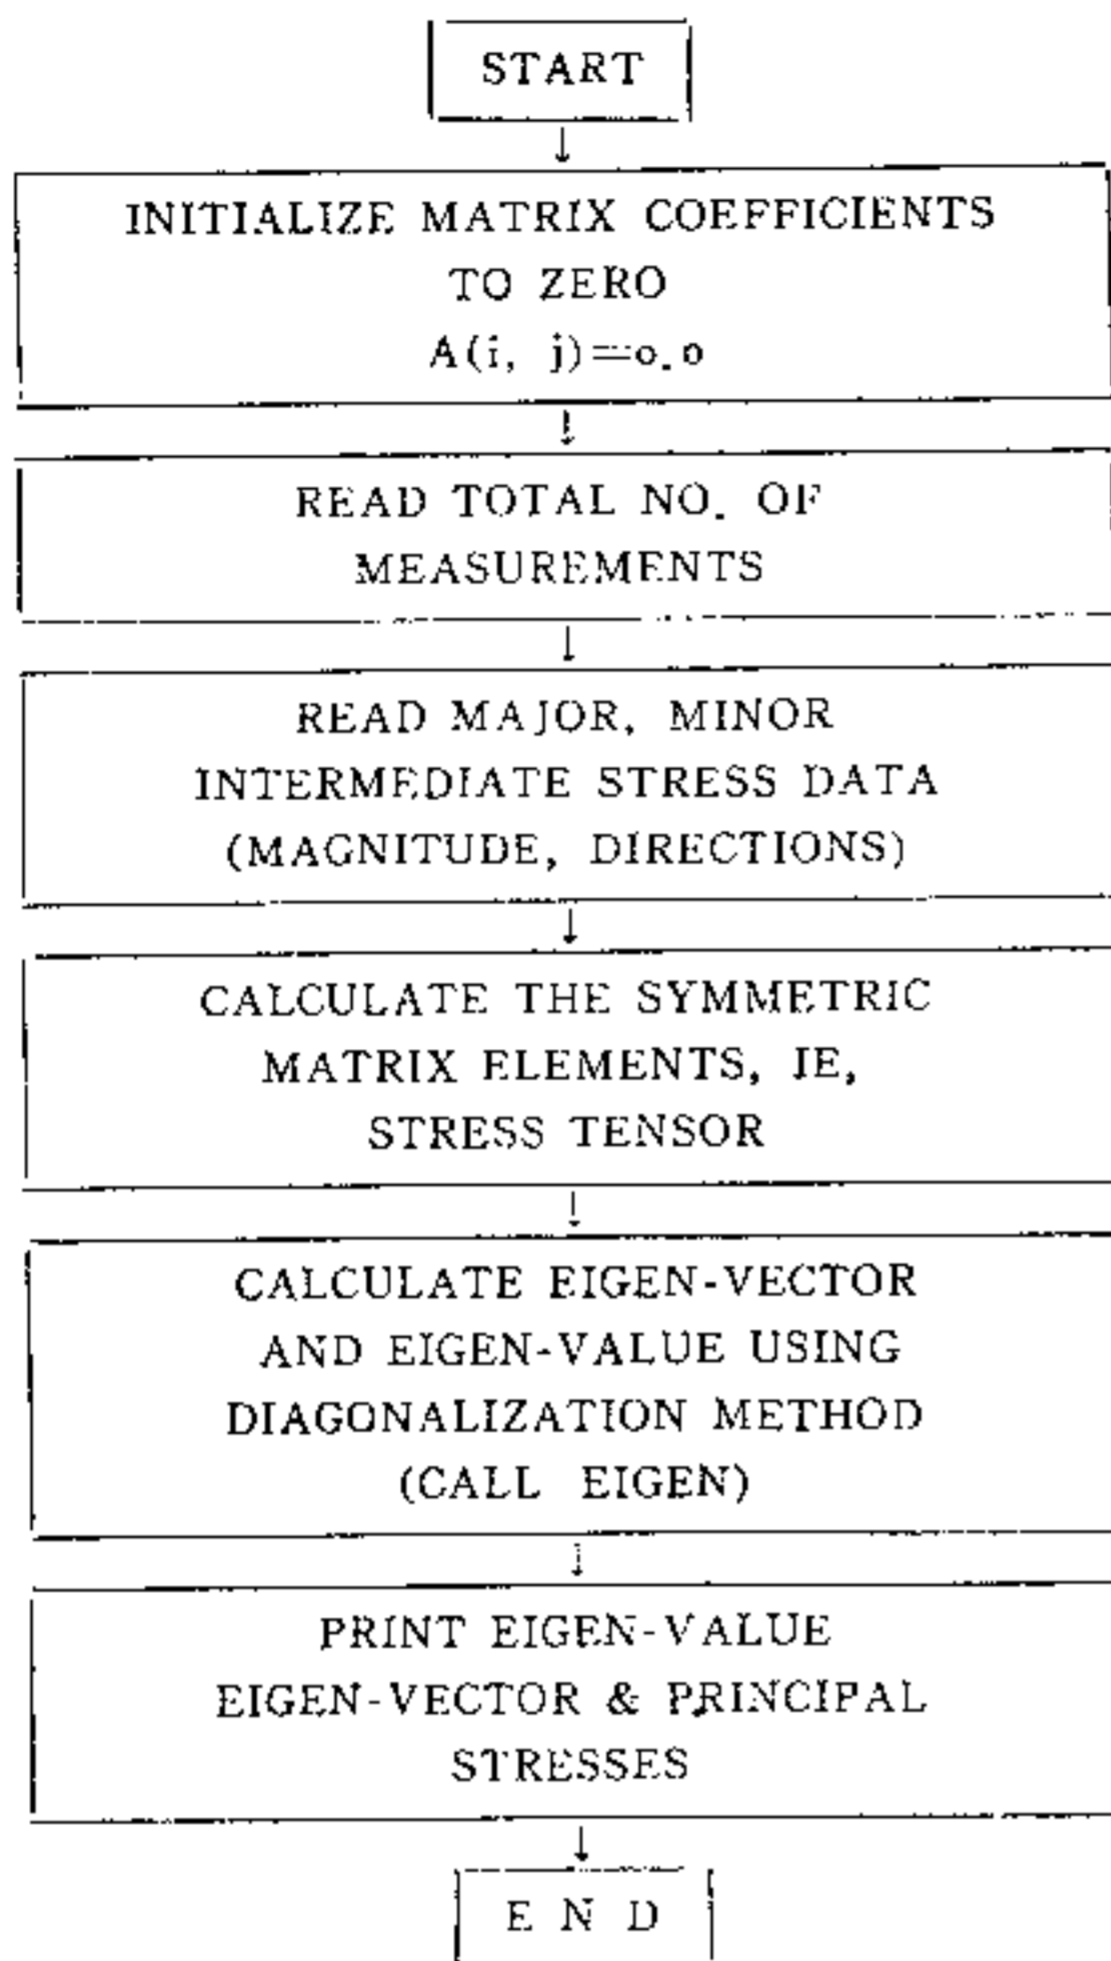 START
INITIALIZE MATRIX COEFFICIENTS
TO ZERO
A(i, j)=o.o
READ TOTAL NO. OF
MEASUREMENTS
READ MAJOR, MINOR
INTERMEDIATE STRESS DATA
(MAGNITUDE, DIRECTIONS)
CALCULATE THE SYMMETRIC
MATRIX ELEMENTS, IE,
STRESS TENSOR
CALCULATE EIGEN-VECTOR
AND EIGEN-VALUE USING
DIAGONALIZATION METHOD
(CALL EIGEN)
PRINT EIGEN-VALUE
EIGEN-VECTOR & PRINCIPAL
STRESSES
E N D